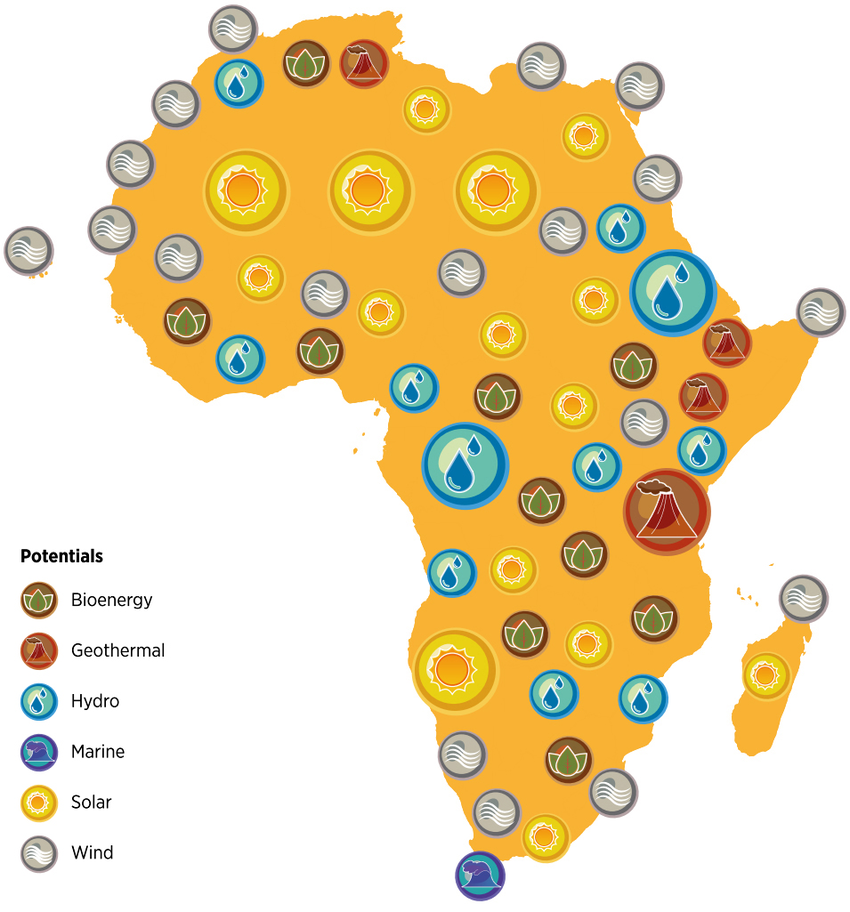 Potentials
Bioenergy
Geothermal
Hydro
Marine
Solar
Wind